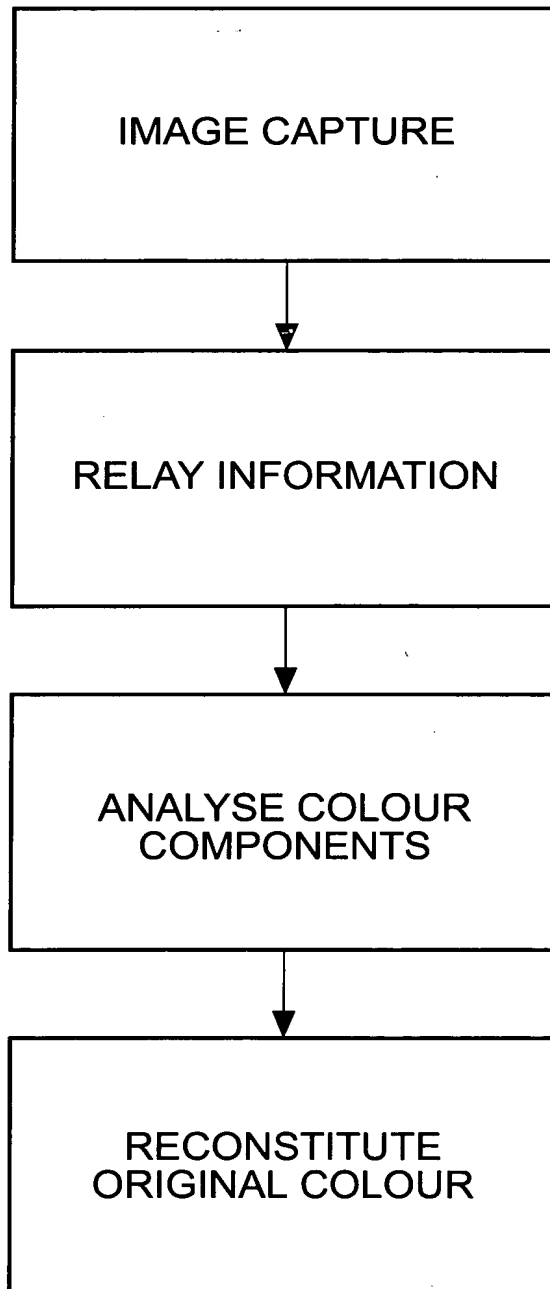 IMAGE CAPTURE
RELAY INFORMATION
ANALYSE COLOUR
COMPONENTS
RECONSTITUTE
ORIGINAL COLOUR